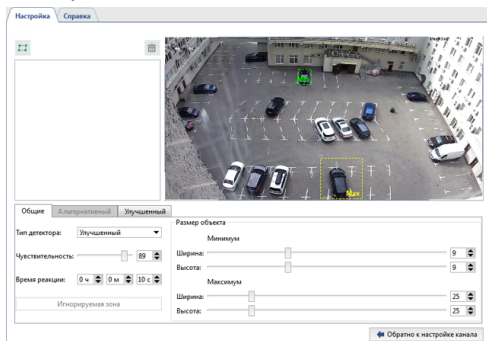 Настройка Справка
Max
Общие Альтернативный Улучшенный
Тип детектора: Улучшенный
Чувствительность: 89
Время реакции: 0 ч 0 м 10 с
Игнорируемая зона
Размер объекта
Минимум
Ширина: 9
Высота: 9
Максимум
Ширина: 25
Высота: 25
Обратно к настройке канала